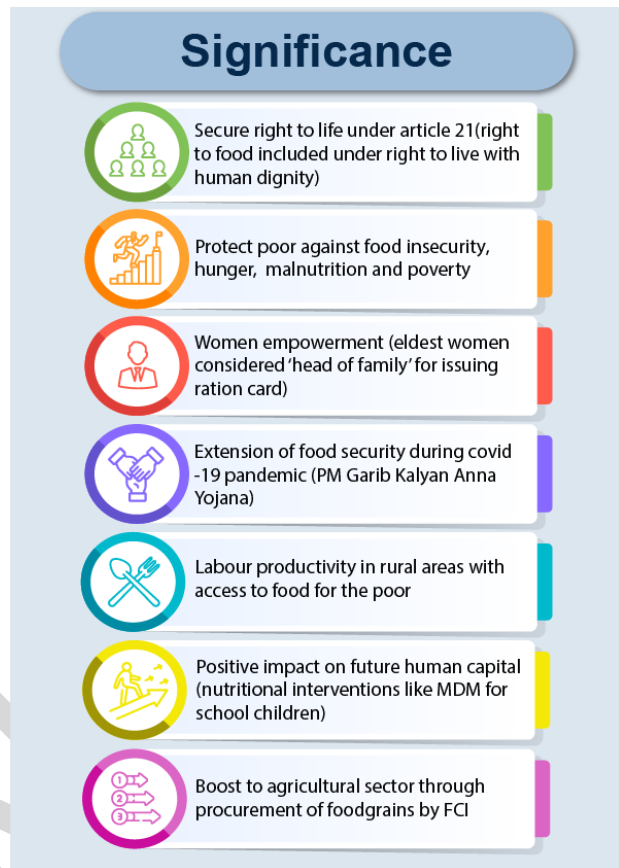 Significance
Secure right to life under article 21(right
to food included under right to live with
human dignity)
Protect poor against food insecurity,
hunger, malnutrition and poverty
Women empowerment (eldest women
considered ‘head of family’ for issuing
ration card)
Extension of food security during covid
-19 pandemic (PM Garib Kalyan Anna
Yojana)
Labour productivity in rural areas with
access to food for the poor
Positive impact on future human capital
(nutritional interventions like MDM for
school children)
1
2
3
Boost to agricultural sector through
procurement of foodgrains by FCI